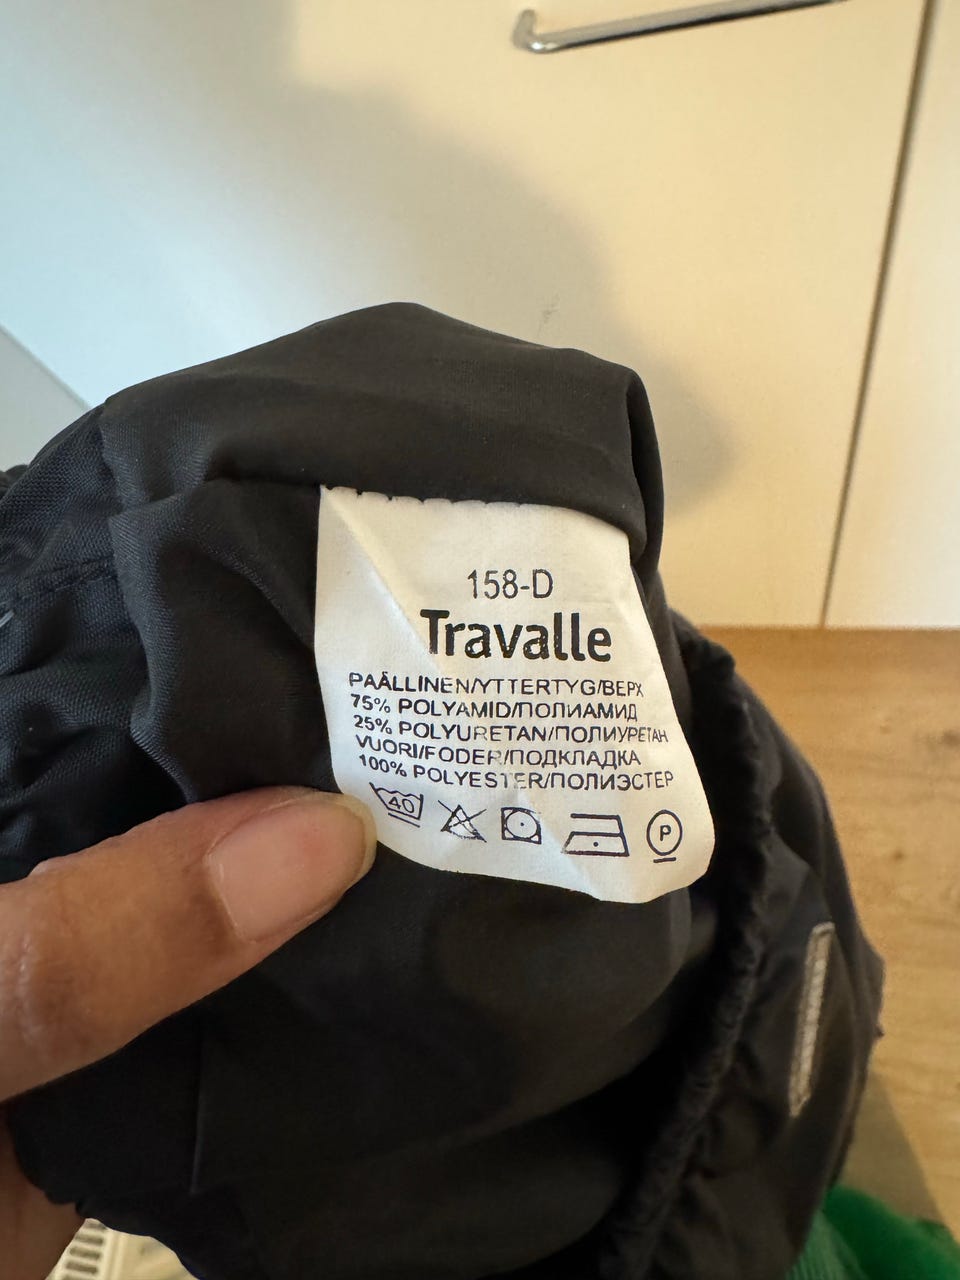 158-D
Travalle
PÄÄLLINEN/YTTERTYG/ВЕРХ
75% POLYAMID/ПОЛИАМИД
25% POLYURETAN/ПОЛИУРЕТАН
VUORI/FODER/ПОДКЛАДКА
100% POLYESTER/ПОЛИЭСТЕР
40
P